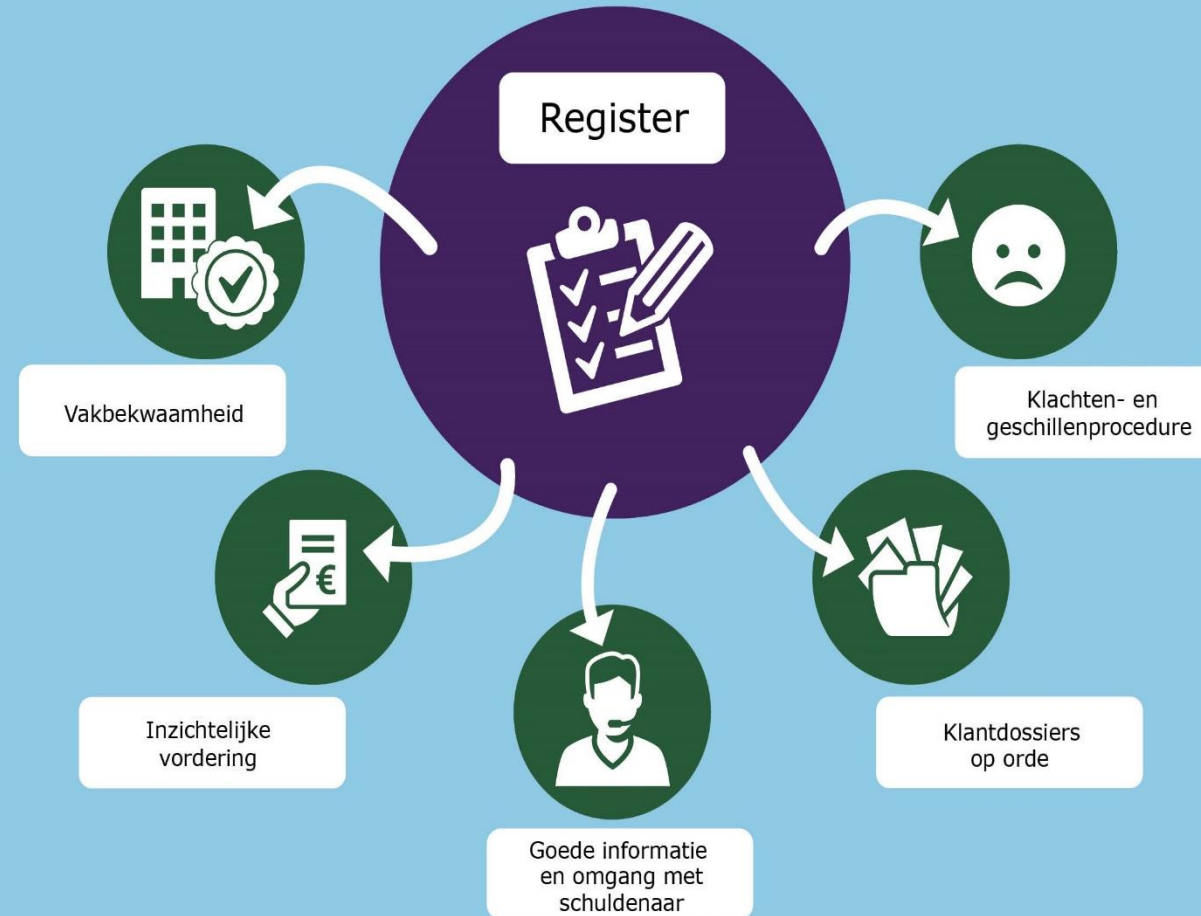 Register
Vakbekwaamheid
Klachten- en
geschillenprocedure
Inzichtelijke
vordering
€
Klantdossiers
op orde
Goede informatie
en omgang met
schuldenaar